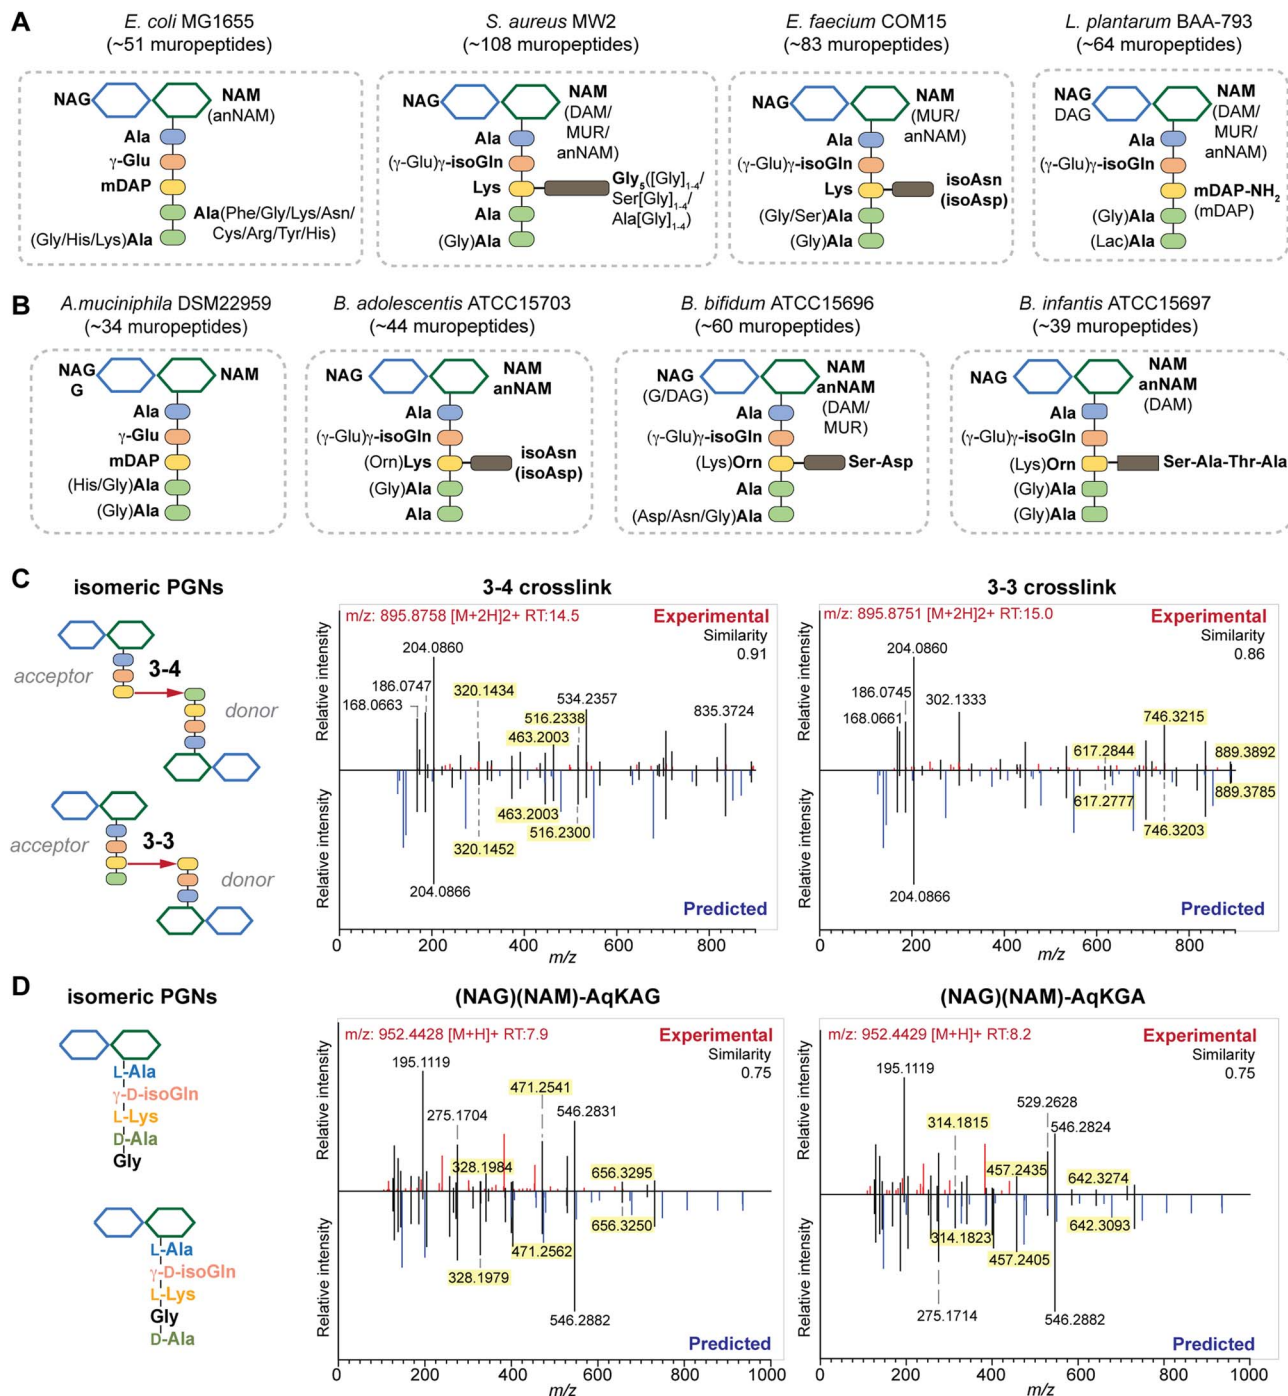 A
E. coli MG1655
(~51 muropeptides)
NAG
NAM
(anNAM)
Ala
γ-Glu
mDAP
Ala(Phe/Gly/Lys/Asn/
Cys/Arg/Tyr/His)
(Gly/His/Lys)Ala
S. aureus MW2
(~108 muropeptides)
NAG
NAM
(DAM/
MUR/
anNAM)
Ala
(γ-Glu)γ-isoGln
Lys
Gly5([Gly]1-4/
Ser[Gly]1-4/
Ala[Gly]1-4)
Ala
(Gly)Ala
E. faecium COM15
(~83 muropeptides)
NAG
NAM
(MUR/
anNAM)
Ala
(γ-Glu)γ-isoGln
Lys
isoAsn
(isoAsp)
(Gly/Ser)Ala
(Gly)Ala
L. plantarum BAA-793
(~64 muropeptides)
NAG
DAG
NAM
(DAM/
MUR/
anNAM)
Ala
(γ-Glu)γ-isoGln
mDAP-NH2
(mDAP)
(Gly)Ala
(Lac)Ala
B
A.muciniphila DSM22959
(~34 muropeptides)
NAG
G
NAM
Ala
γ-Glu
mDAP
(His/Gly)Ala
(Gly)Ala
B. adolescentis ATCC15703
(~44 muropeptides)
NAG
NAM
anNAM
Ala
(γ-Glu)γ-isoGln
(Orn)Lys
isoAsn
(isoAsp)
(Gly)Ala
Ala
B. bifidum ATCC15696
(~60 muropeptides)
NAG
(G/DAG)
NAM
anNAM
(DAM/
MUR)
Ala
(γ-Glu)γ-isoGln
(Lys)Orn
Ser-Asp
Ala
(Asp/Asn/Gly)Ala
B. infantis ATCC15697
(~39 muropeptides)
NAG
NAM
anNAM
(DAM)
Ala
(γ-Glu)γ-isoGln
(Lys)Orn
Ser-Ala-Thr-Ala
(Gly)Ala
(Gly)Ala
C
isomeric PGNs
acceptor
3-4
donor
acceptor
3-3
donor
3-4 crosslink
m/z: 895.8758 [M+2H]2+ RT:14.5
Experimental
Similarity
0.91
Relative intensity
204.0860
186.0747
168.0663
320.1434
534.2357
516.2338
463.2003
835.3724
Relative intensity
463.2003
516.2300
320.1452
204.0866
Predicted
0 200 400 600 800
m/z
3-3 crosslink
m/z: 895.8751 [M+2H]2+ RT:15.0
Experimental
Similarity
0.86
Relative intensity
204.0860
186.0745
168.0661
302.1333
746.3215
617.2844
889.3892
Relative intensity
889.3785
617.2777
746.3203
204.0866
Predicted
0 200 400 600 800
m/z
D
isomeric PGNs
L-Ala
γ-D-isoGln
L-Lys
D-Ala
Gly
L-Ala
γ-D-isoGln
L-Lys
Gly
D-Ala
(NAG)(NAM)-AqKAG
m/z: 952.4428 [M+H]+ RT:7.9
Experimental
Similarity
0.75
Relative intensity
195.1119
471.2541
275.1704
546.2831
328.1984
656.3295
Relative intensity
656.3250
471.2562
328.1979
546.2882
Predicted
0 200 400 600 800 1000
m/z
(NAG)(NAM)-AqKGA
m/z: 952.4429 [M+H]+ RT:8.2
Experimental
Similarity
0.75
Relative intensity
195.1119
529.2628
314.1815
546.2824
457.2435
642.3274
Relative intensity
642.3093
314.1823
457.2405
275.1714
546.2882
Predicted
0 200 400 600 800 1000
m/z